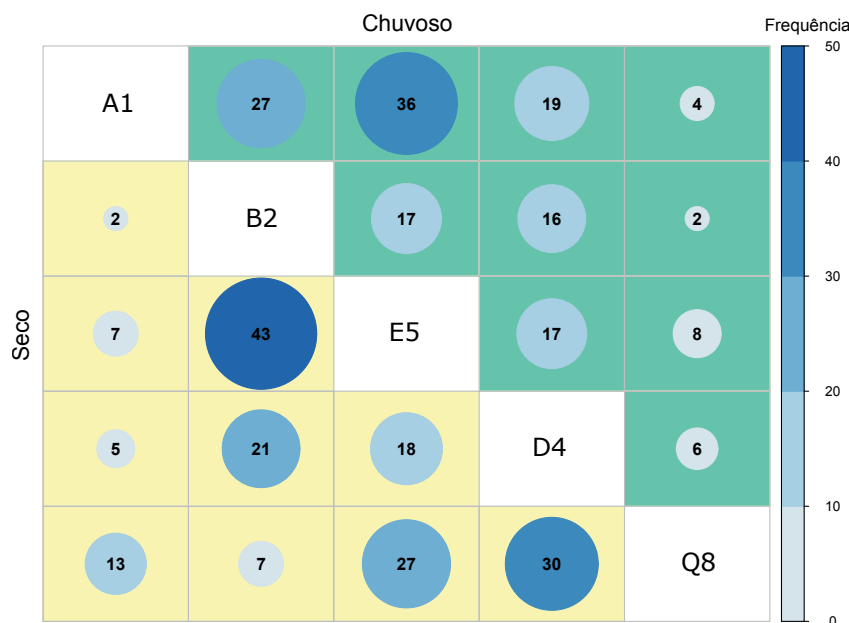 Chuvoso
Frequência
50
A1 27 36 19 4
40
2 B2 17 16 2
30
Seco
7 43 E5 17 8
20
5 21 18 D4 6
10
13 7 27 30 Q8
0